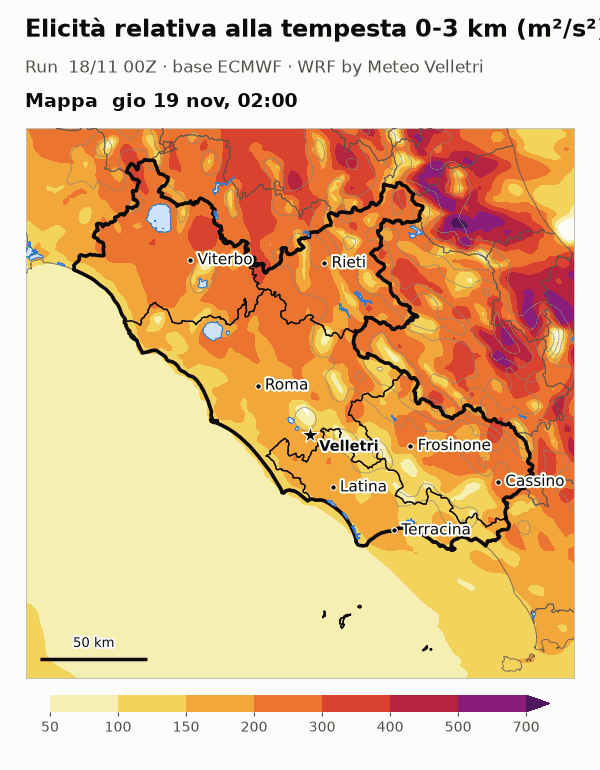 Elicità relativa alla tempesta 0-3 km (m²/s²)
Run  18/11 00Z · base ECMWF · WRF by Meteo Velletri
Mappa  gio 19 nov, 02:00
Viterbo
Rieti
Roma
Velletri
Frosinone
Cassino
Latina
Terracina
50 km
50 100 150 200 300 400 500 700